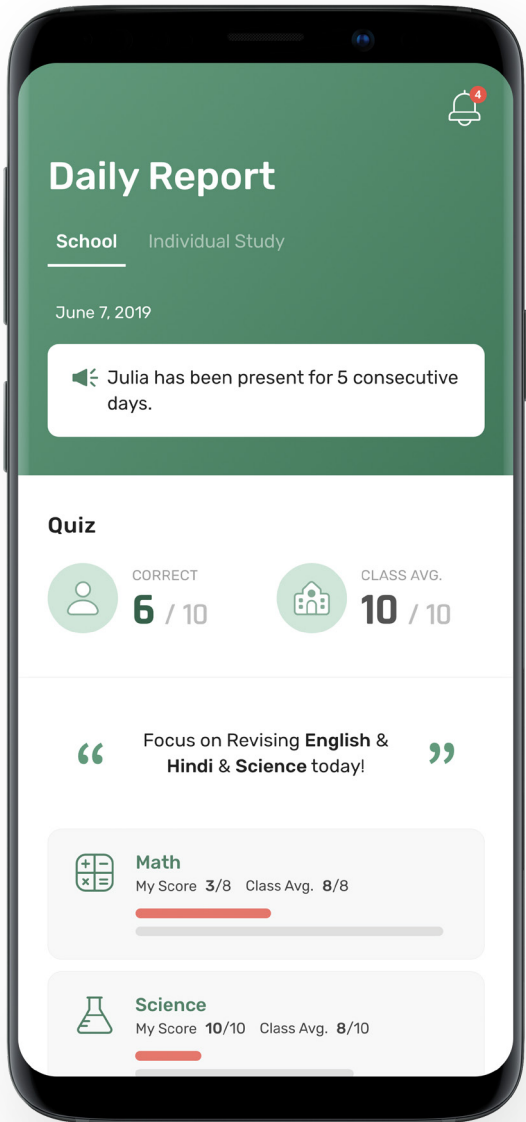 4
Daily Report
School Individual Study
June 7, 2019
Julia has been present for 5 consecutive
days.
Quiz
CORRECT
6 / 10
CLASS AVG.
10 / 10
“ Focus on Revising English &
Hindi & Science today! ”
Math
My Score 3/8 Class Avg. 8/8
Science
My Score 10/10 Class Avg. 8/10